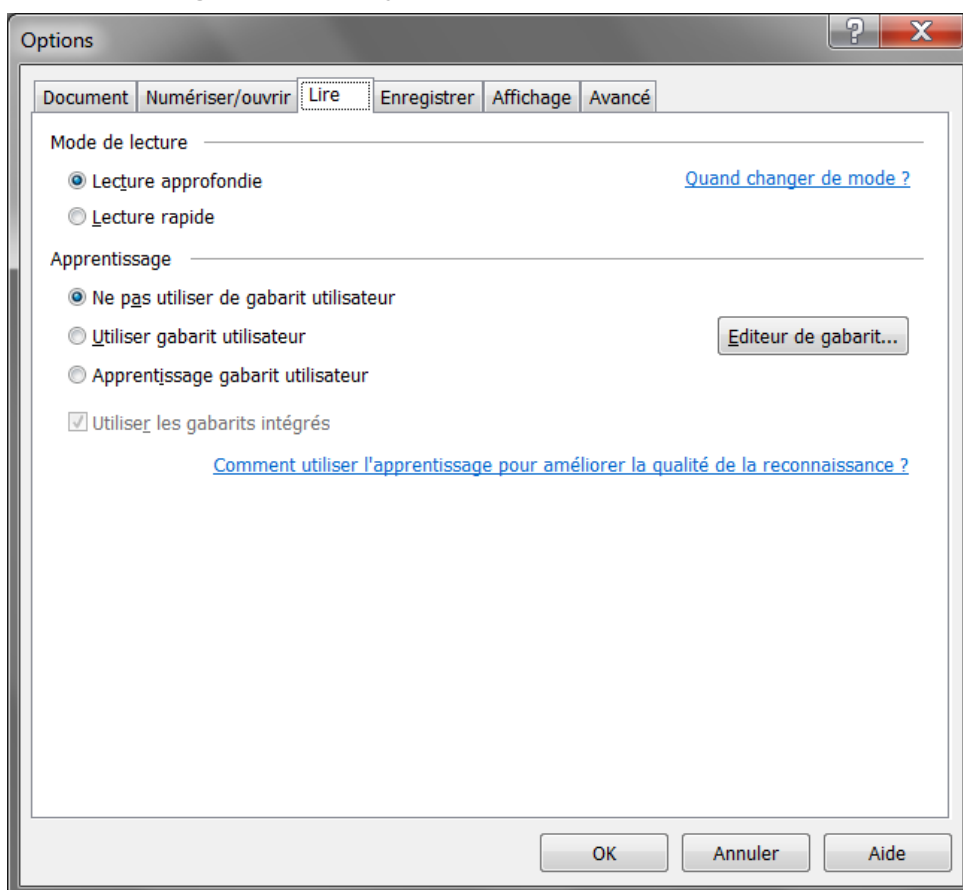 Options
Document Numériser/ouvrir Lire Enregistrer Affichage Avancé
Mode de lecture
Lecture approfondie Quand changer de mode ?
Lecture rapide
Apprentissage
Ne pas utiliser de gabarit utilisateur
Utiliser gabarit utilisateur Editeur de gabarit...
Apprentissage gabarit utilisateur
Utiliser les gabarits intégrés
Comment utiliser l'apprentissage pour améliorer la qualité de la reconnaissance ?
OK Annuler Aide